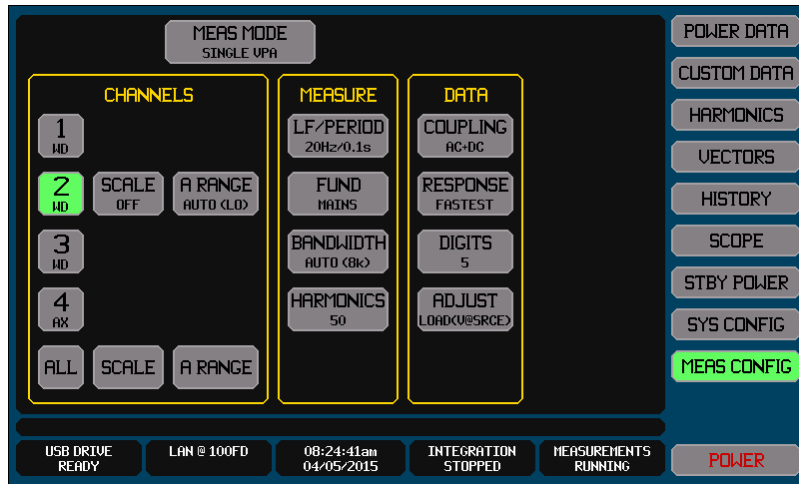 MEAS MODE
SINGLE VPA
CHANNELS
1
WD
2
WD
SCALE
OFF
A RANGE
AUTO (LO)
3
WD
4
AX
ALL
SCALE
A RANGE
MEASURE
LF/PERIOD
20Hz/0.1s
FUND
MAINS
BANDWIDTH
AUTO (8k)
HARMONICS
50
DATA
COUPLING
AC+DC
RESPONSE
FASTEST
DIGITS
5
ADJUST
LOAD(V@SRCE)
POWER DATA
CUSTOM DATA
HARMONICS
VECTORS
HISTORY
SCOPE
STBY POWER
SYS CONFIG
MEAS CONFIG
USB DRIVE
READY
LAN @ 100FD
08:24:41am
04/05/2015
INTEGRATION
STOPPED
MEASUREMENTS
RUNNING
POWER